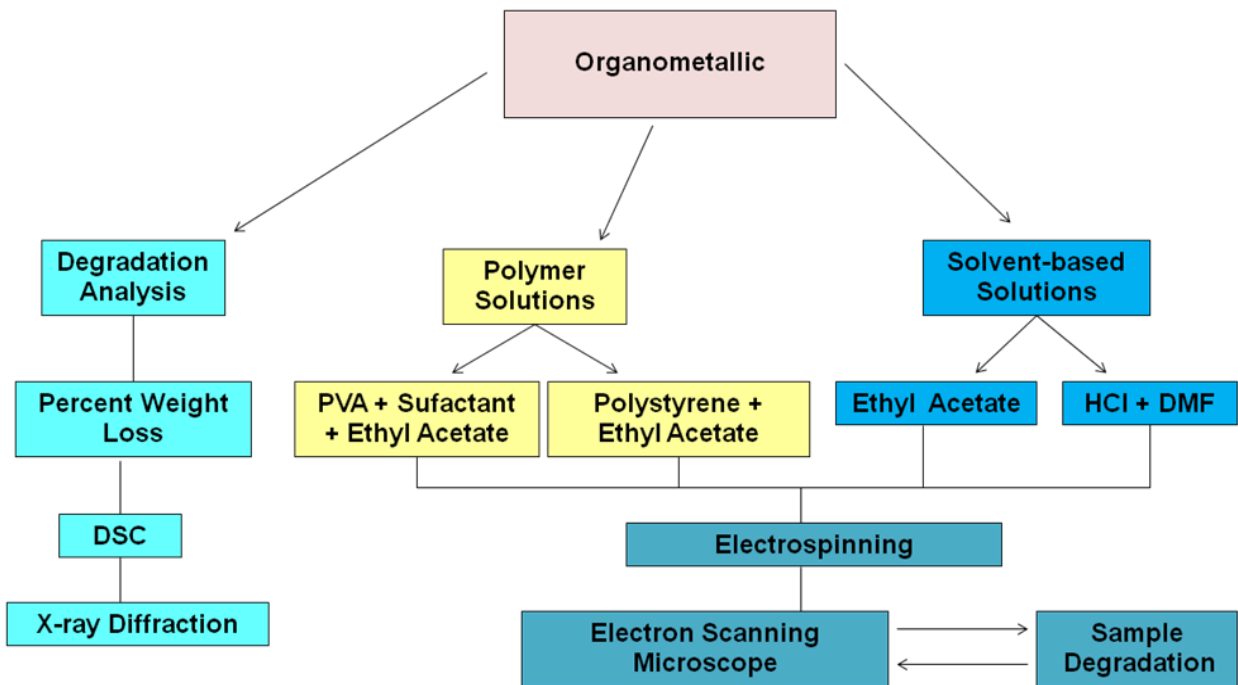 Organometallic
Degradation
Analysis
Polymer
Solutions
Solvent-based
Solutions
Percent Weight
Loss
PVA + Sufactant
+ Ethyl Acetate
Polystyrene +
Ethyl Acetate
Ethyl Acetate
HCl + DMF
DSC
Electrospinning
X-ray Diffraction
Electron Scanning
Microscope
Sample
Degradation